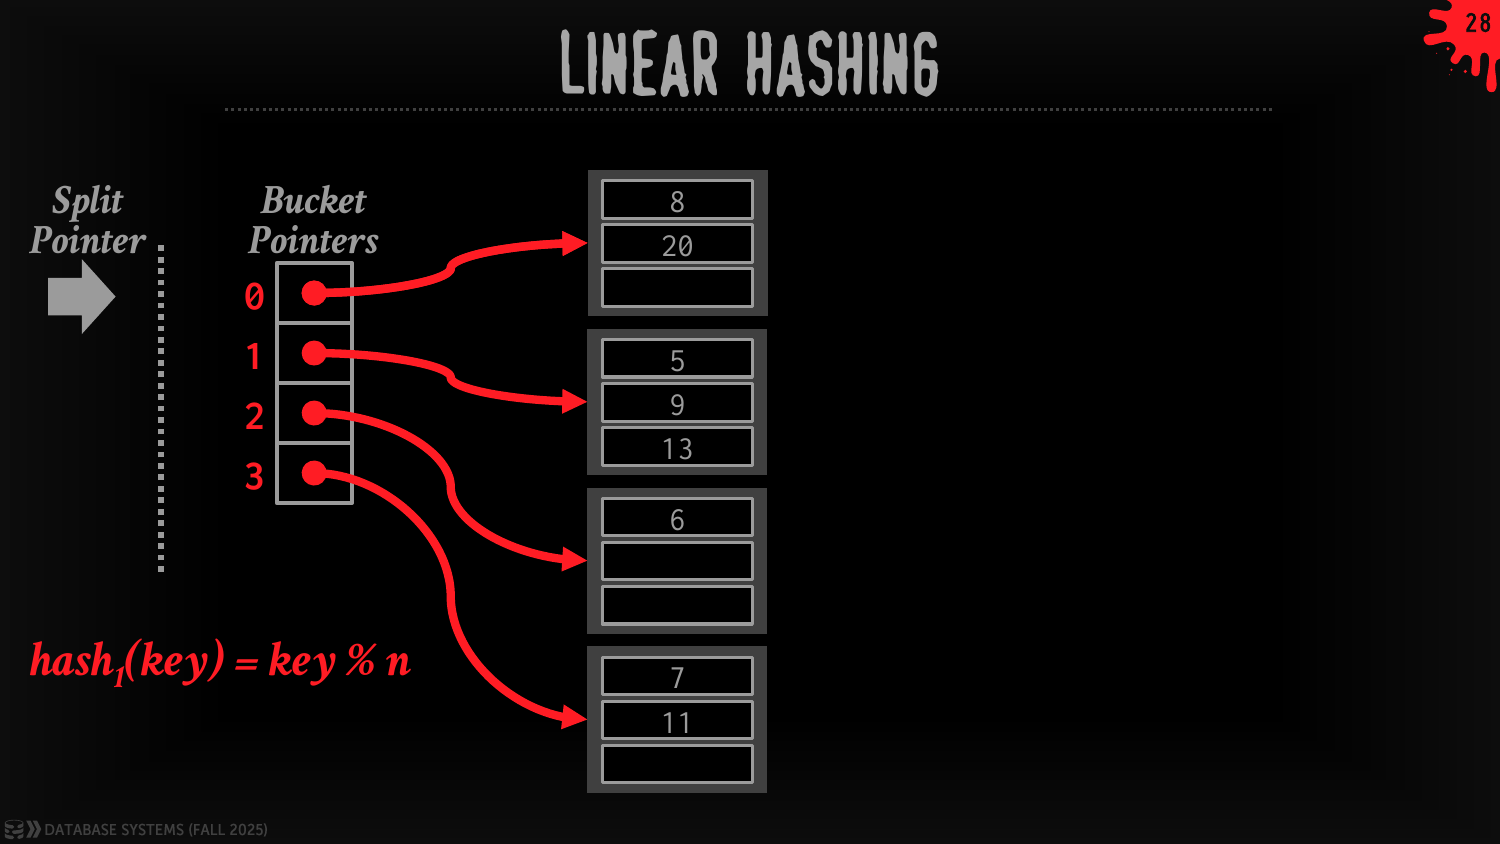 28
LINEAR HASHING
Split
Pointer
Bucket
Pointers
0
1
2
3
8
20
5
9
13
6
7
11
hash1(key) = key % n
DATABASE SYSTEMS (FALL 2025)